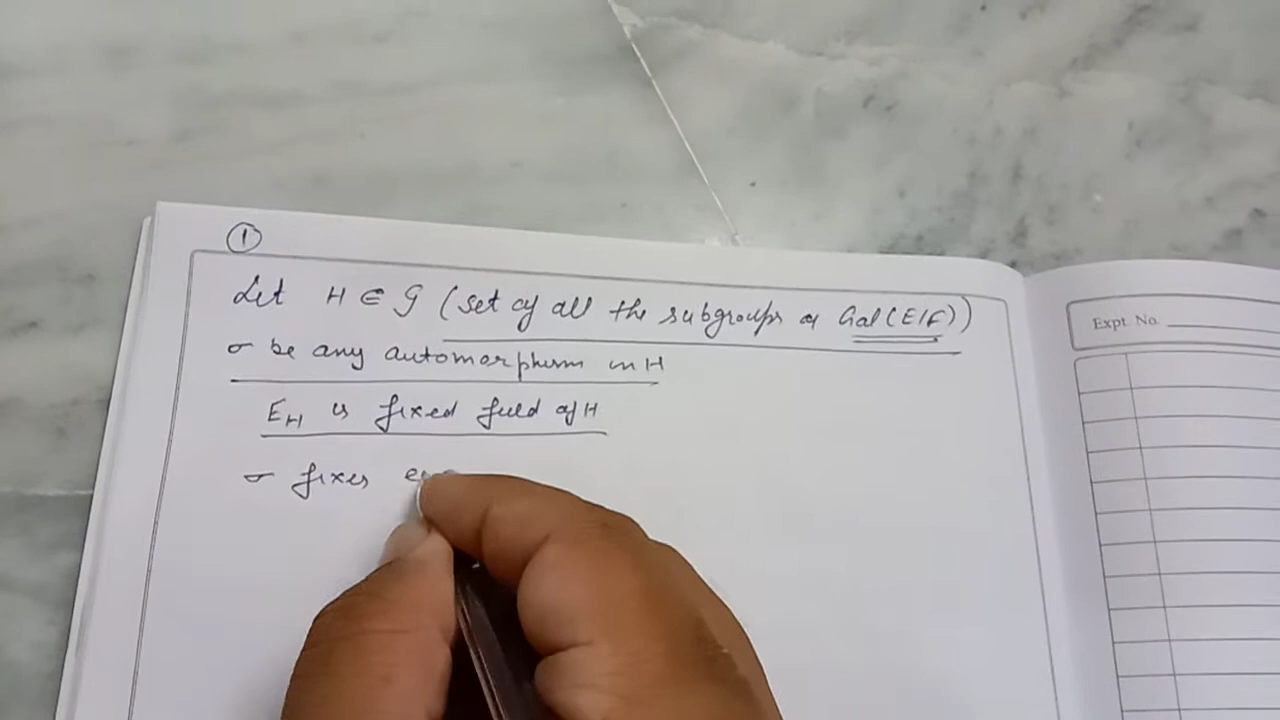 1
Let H ∈ G (set of all the subgroups of Gal(E/F))
σ be any automorphism in H
E_H is fixed field of H
σ fixes
Expt. No.